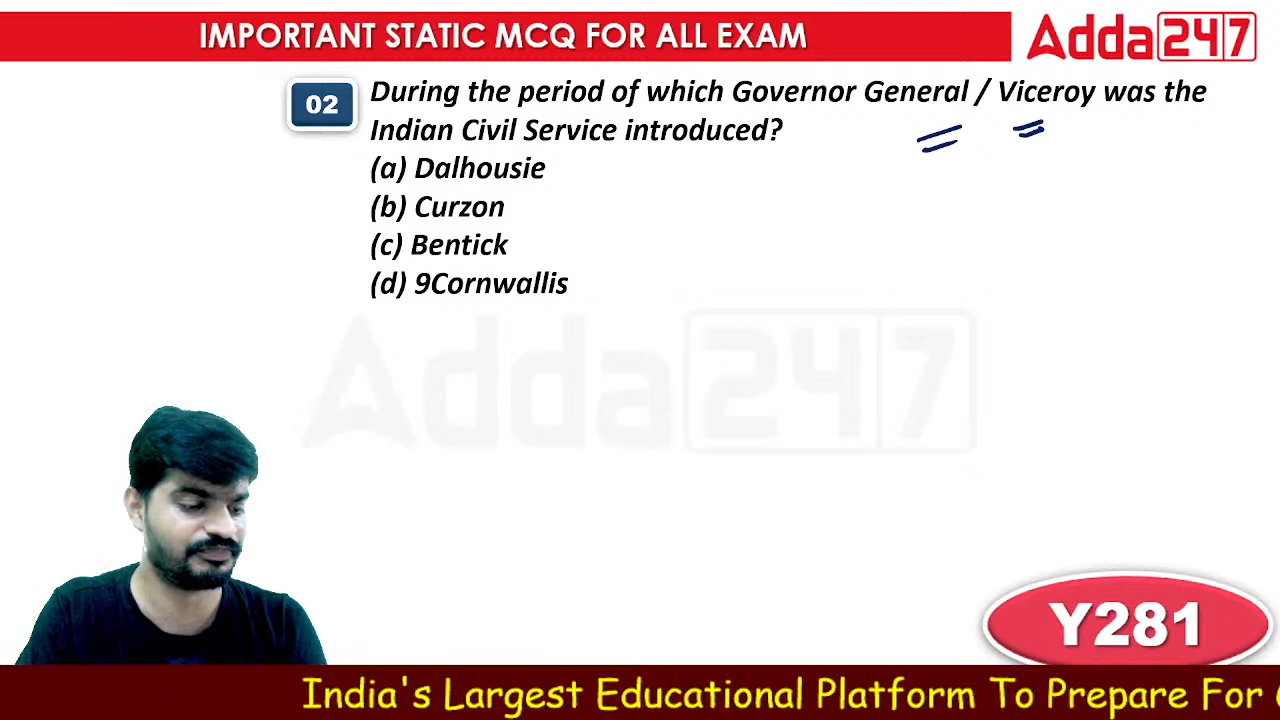 IMPORTANT STATIC MCQ FOR ALL EXAM
Adda247
02
During the period of which Governor General / Viceroy was the
Indian Civil Service introduced?
(a) Dalhousie
(b) Curzon
(c) Bentick
(d) 9Cornwallis
Adda247
Y281
India's Largest Educational Platform To Prepare For